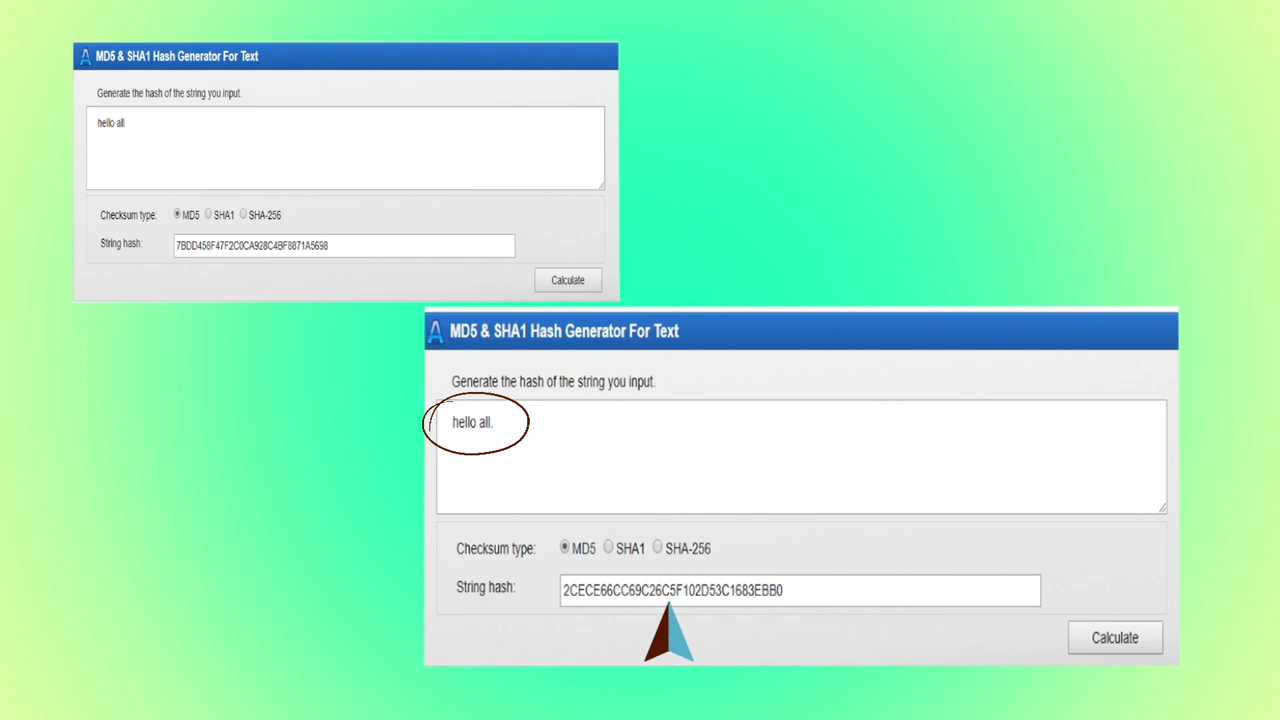 MD5 & SHA1 Hash Generator For Text
Generate the hash of the string you input.
hello all
Checksum type: MD5 SHA1 SHA-256
String hash: 7BDD458F47F2C0CA928C4BF8871A5698
Calculate
MD5 & SHA1 Hash Generator For Text
Generate the hash of the string you input.
hello all.
Checksum type: MD5 SHA1 SHA-256
String hash: 2CECE66CC69C26C5F102D53C1683EBB0
Calculate